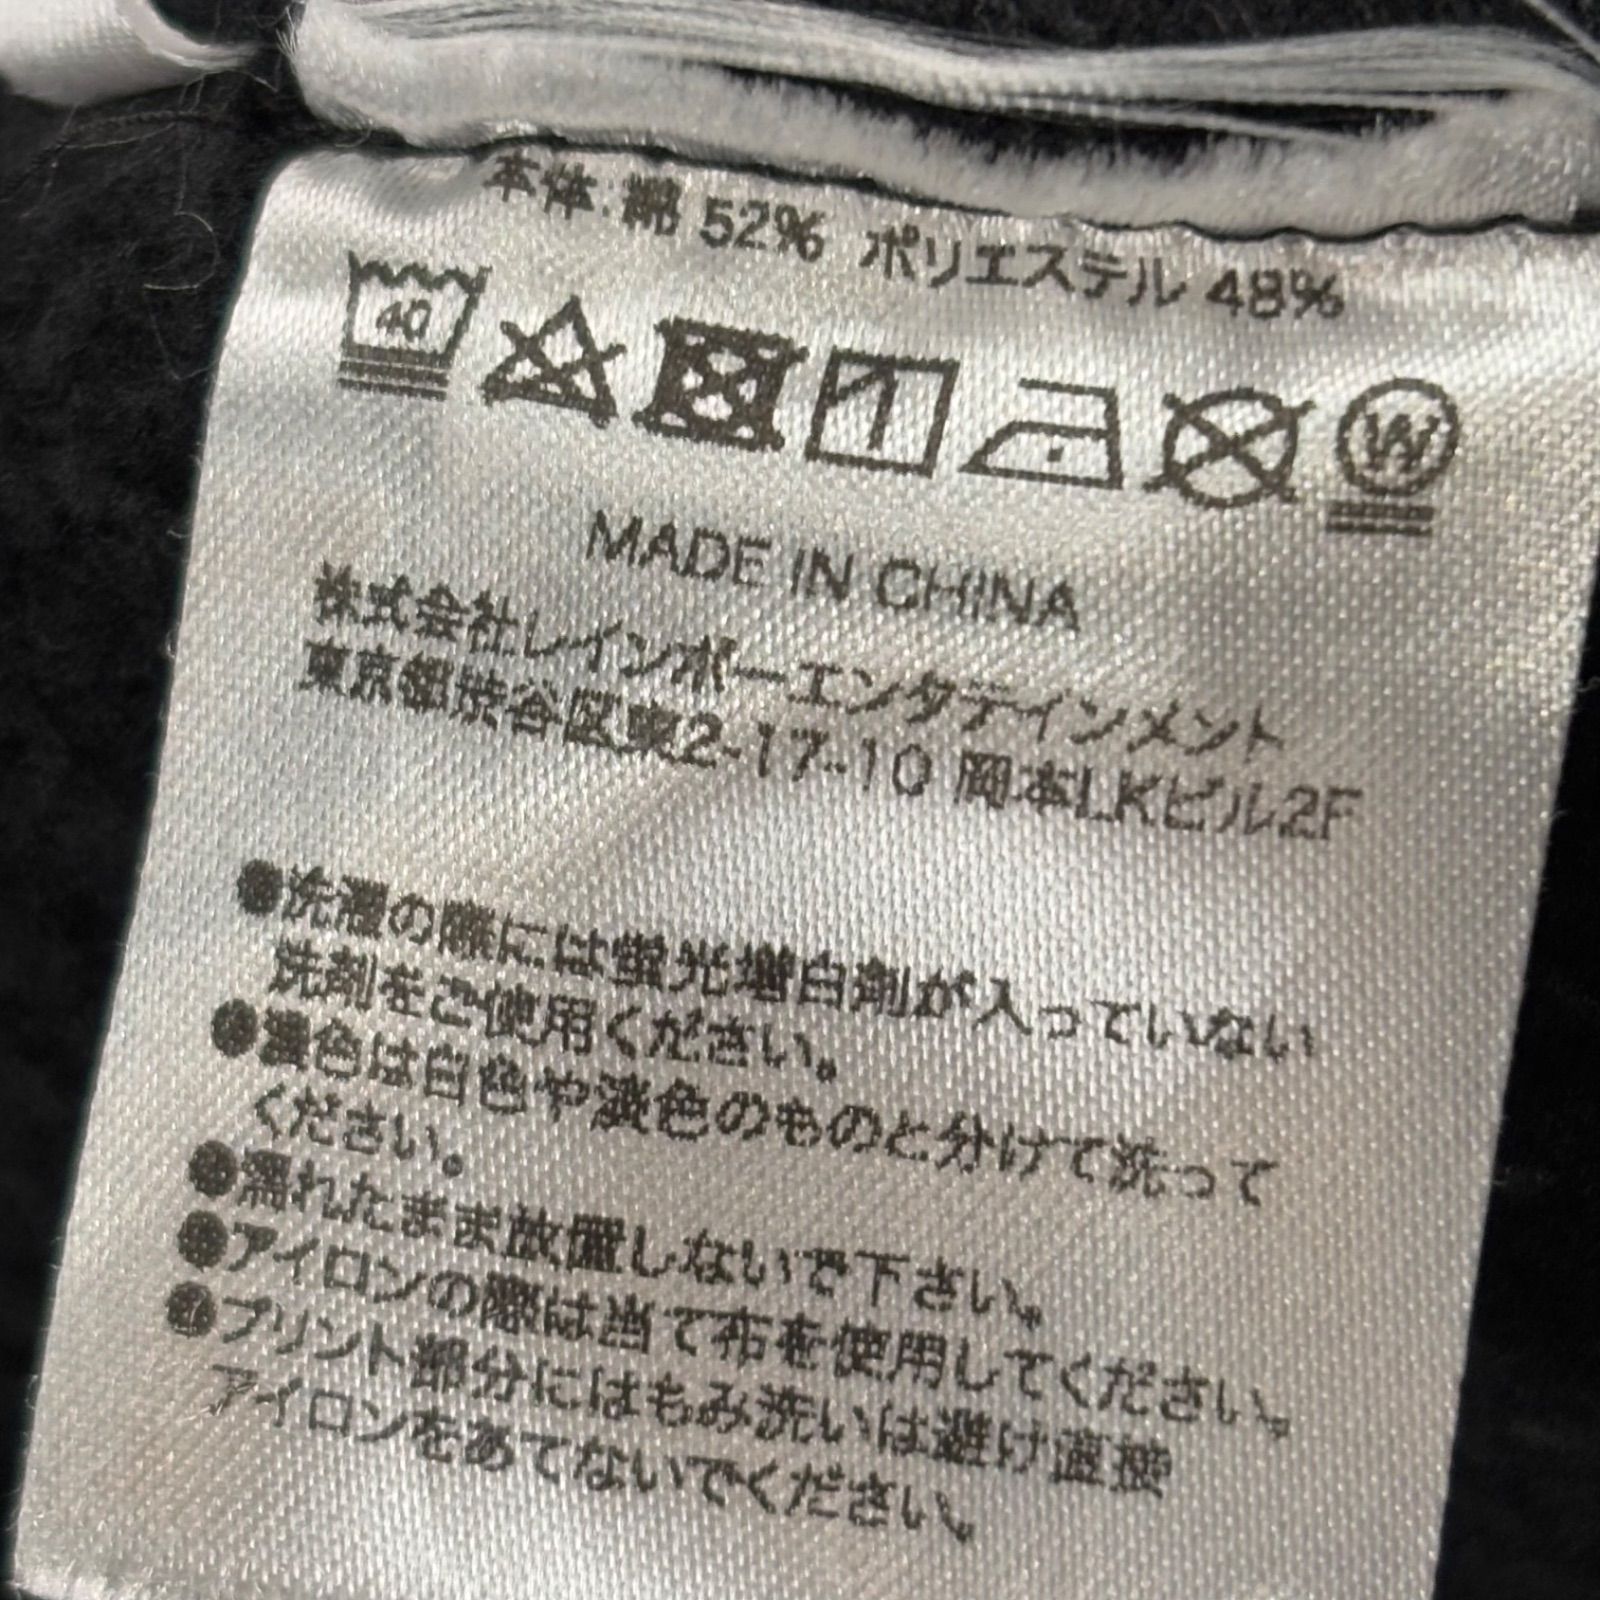 本体:綿 52% ポリエステル 48%
40
W
MADE IN CHINA
株式会社レインボーエンタテインメント
東京都渋谷区東2-17-10 岡本LKビル2F
●洗濯の際には蛍光増白剤が入っていない
洗剤をご使用ください。
●濃色は白色や淡色のものと分けて洗って
ください。
●濡れたまま放置しないで下さい。
●アイロンの際は当て布を使用してください。
●プリント部分にはもみ洗いは避け直接
アイロンをあてないでください。